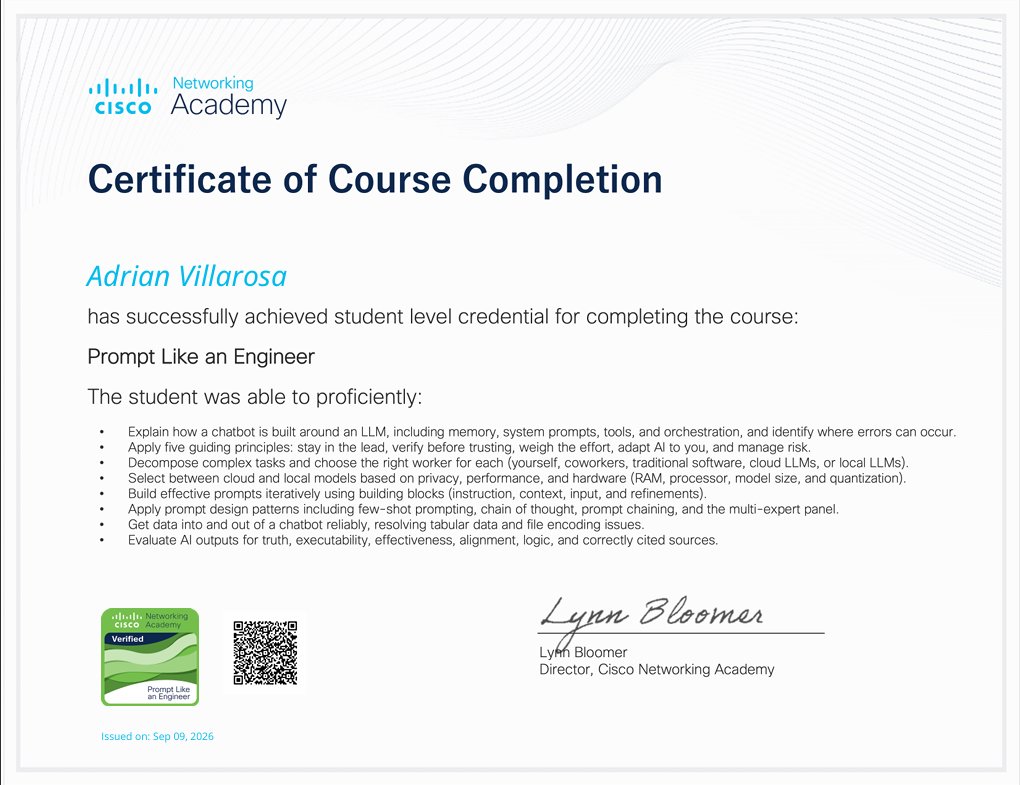 Networking
CISCO Academy
Certificate of Course Completion
Adrian Villarosa
has successfully achieved student level credential for completing the course:
Prompt Like an Engineer
The student was able to proficiently:
• Explain how a chatbot is built around an LLM, including memory, system prompts, tools, and orchestration, and identify where errors can occur.
• Apply five guiding principles: stay in the lead, verify before trusting, weigh the effort, adapt AI to you, and manage risk.
• Decompose complex tasks and choose the right worker for each (yourself, coworkers, traditional software, cloud LLMs, or local LLMs).
• Select between cloud and local models based on privacy, performance, and hardware (RAM, processor, model size, and quantization).
• Build effective prompts iteratively using building blocks (instruction, context, input, and refinements).
• Apply prompt design patterns including few-shot prompting, chain of thought, prompt chaining, and the multi-expert panel.
• Get data into and out of a chatbot reliably, resolving tabular data and file encoding issues.
• Evaluate AI outputs for truth, executability, effectiveness, alignment, logic, and correctly cited sources.
Networking
CISCO Academy
Verified
Prompt Like
an Engineer
Lynn Bloomer
Lynn Bloomer
Director, Cisco Networking Academy
Issued on: Sep 09, 2026